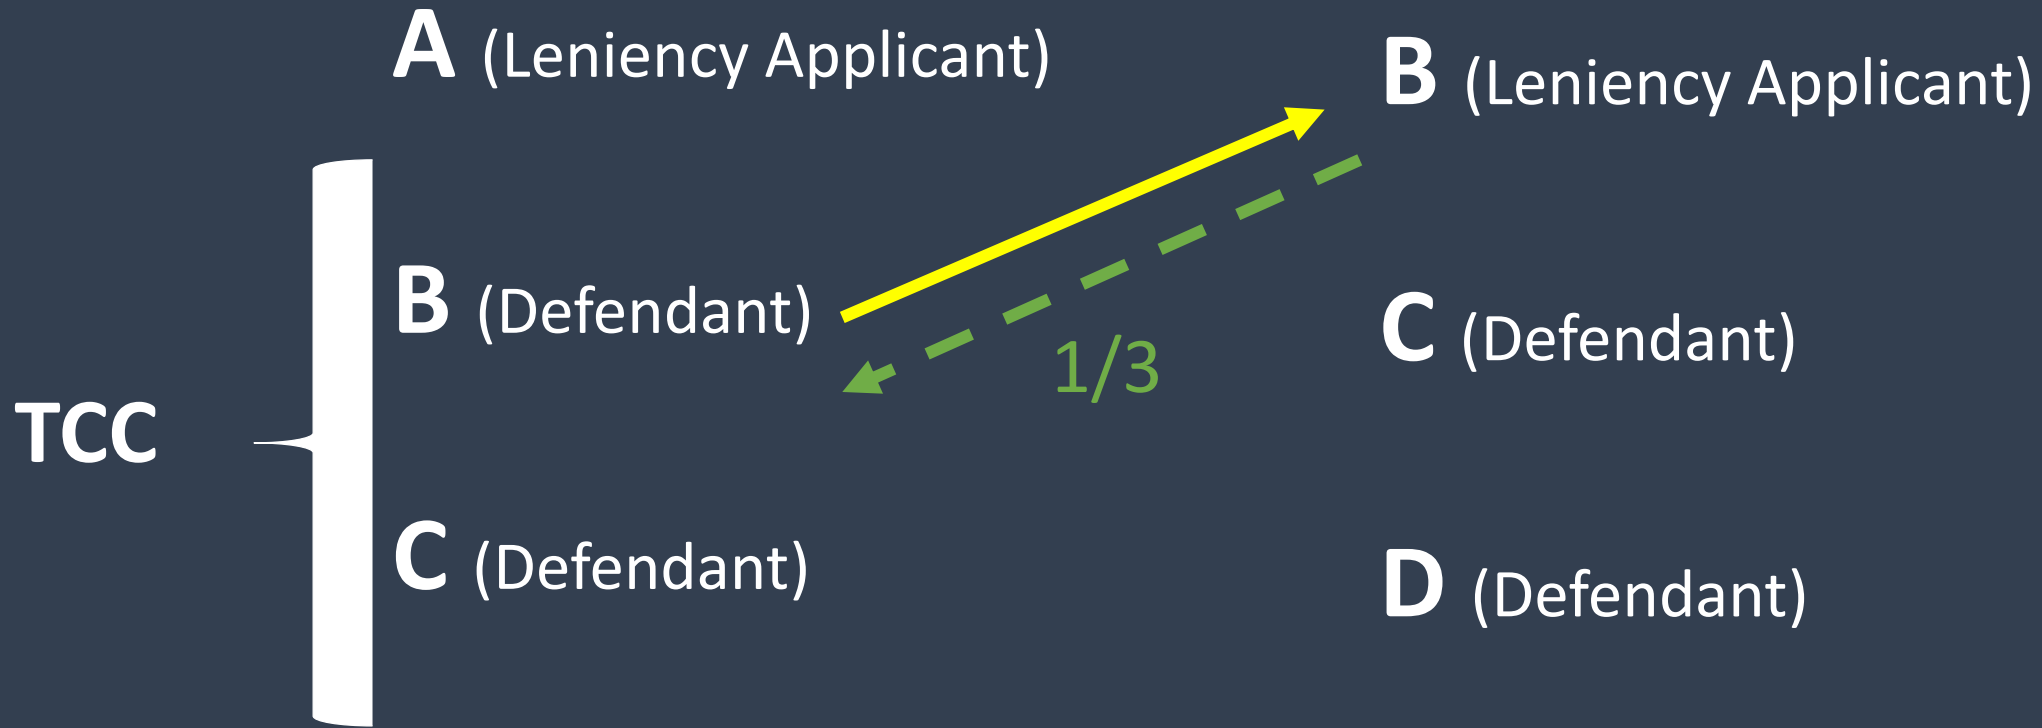 A (Leniency Applicant)
B (Defendant)
C (Defendant)
TCC
1/3
B (Leniency Applicant)
C (Defendant)
D (Defendant)